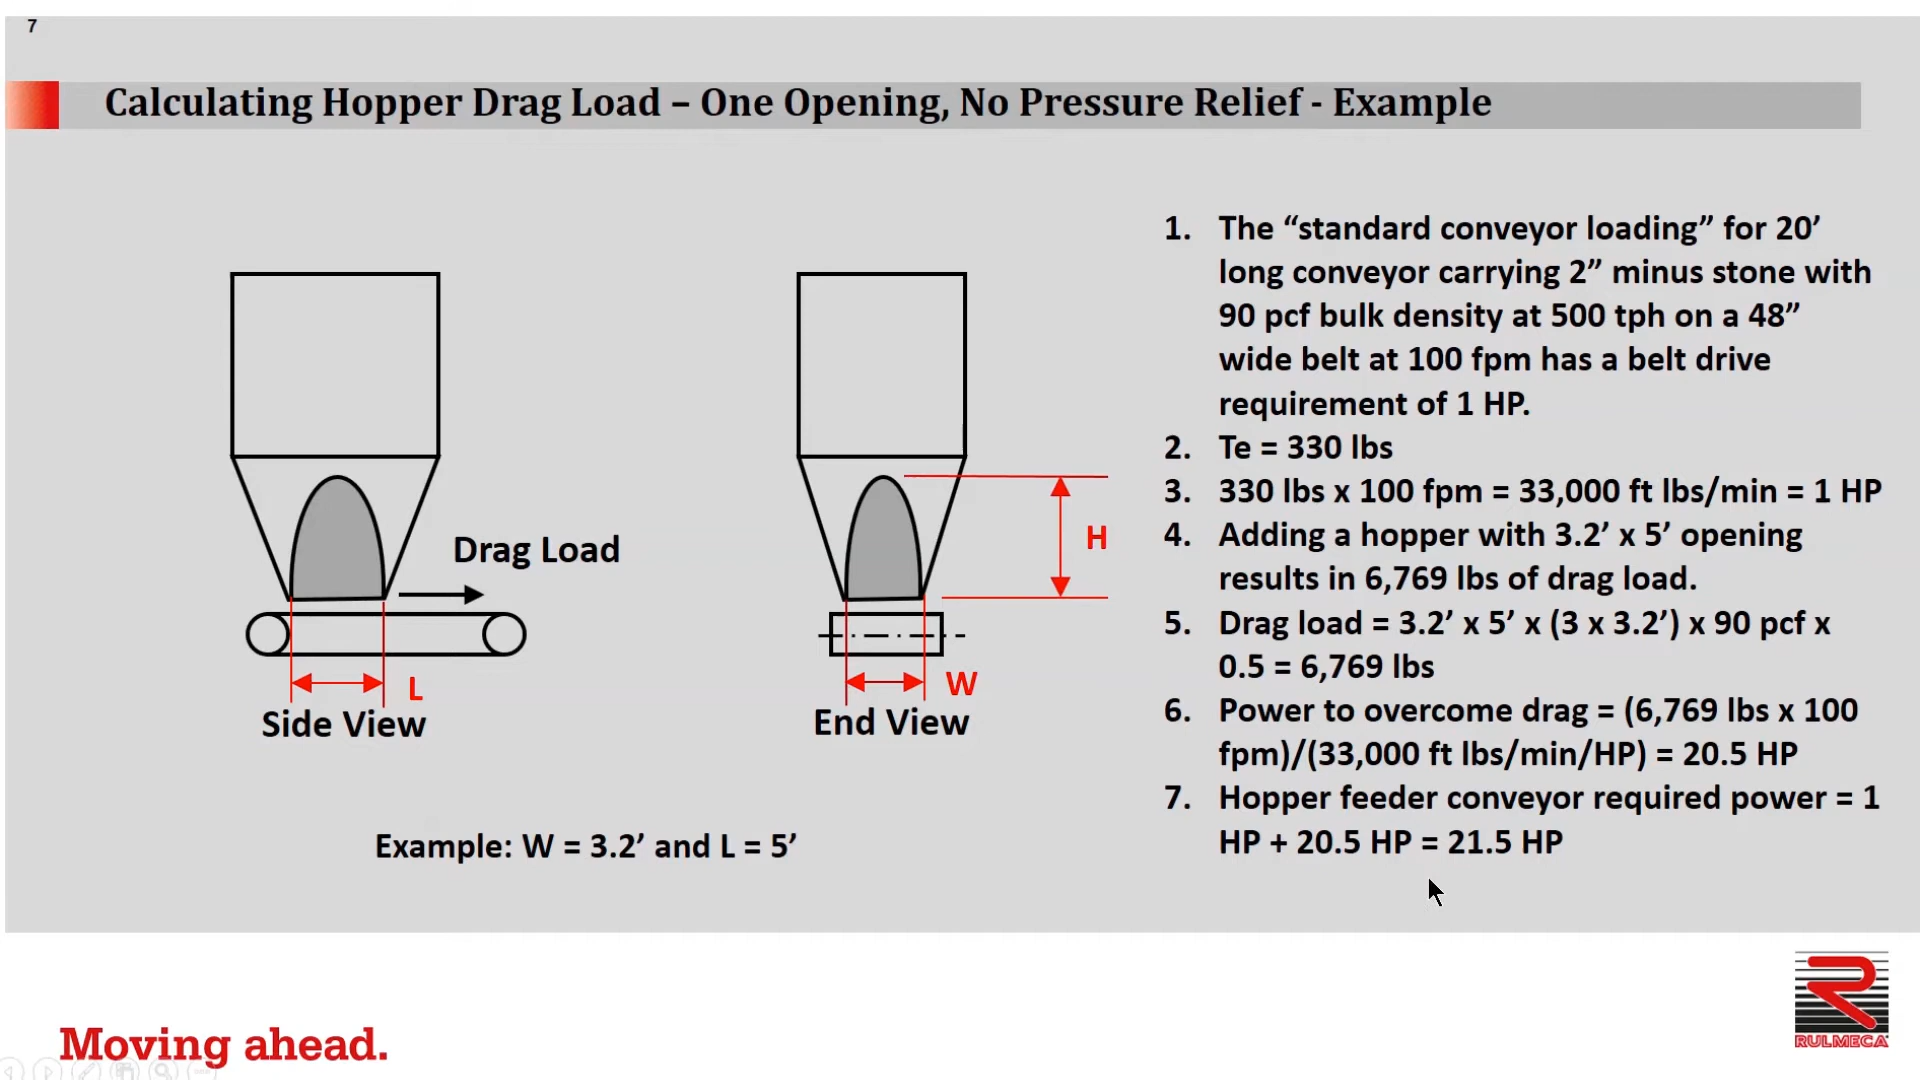 7
Calculating Hopper Drag Load – One Opening, No Pressure Relief - Example
1. The “standard conveyor loading” for 20’
long conveyor carrying 2” minus stone with
90 pcf bulk density at 500 tph on a 48”
wide belt at 100 fpm has a belt drive
requirement of 1 HP.
2. Te = 330 lbs
3. 330 lbs x 100 fpm = 33,000 ft lbs/min = 1 HP
4. Adding a hopper with 3.2’ x 5’ opening
results in 6,769 lbs of drag load.
5. Drag load = 3.2’ x 5’ x (3 x 3.2’) x 90 pcf x
0.5 = 6,769 lbs
6. Power to overcome drag = (6,769 lbs x 100
fpm)/(33,000 ft lbs/min/HP) = 20.5 HP
7. Hopper feeder conveyor required power = 1
HP + 20.5 HP = 21.5 HP
Drag Load
H
L
W
Side View
End View
Example: W = 3.2’ and L = 5’
Moving ahead.
RULMECA